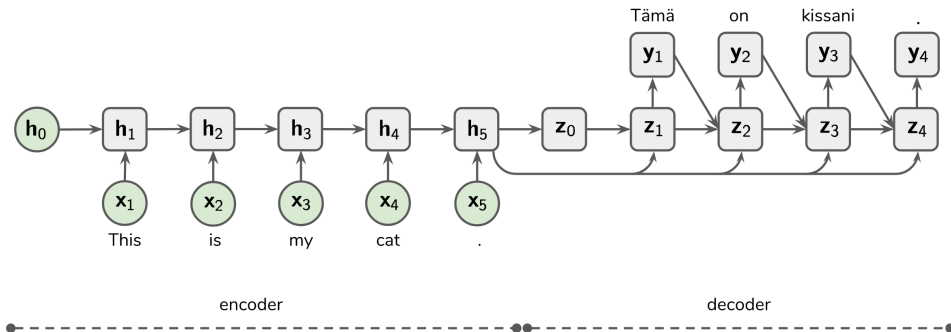 Tämä on kissani .
y1 y2 y3 y4
h0 h1 h2 h3 h4 h5 z0 z1 z2 z3 z4
x1 x2 x3 x4 x5
This is my cat .
encoder decoder